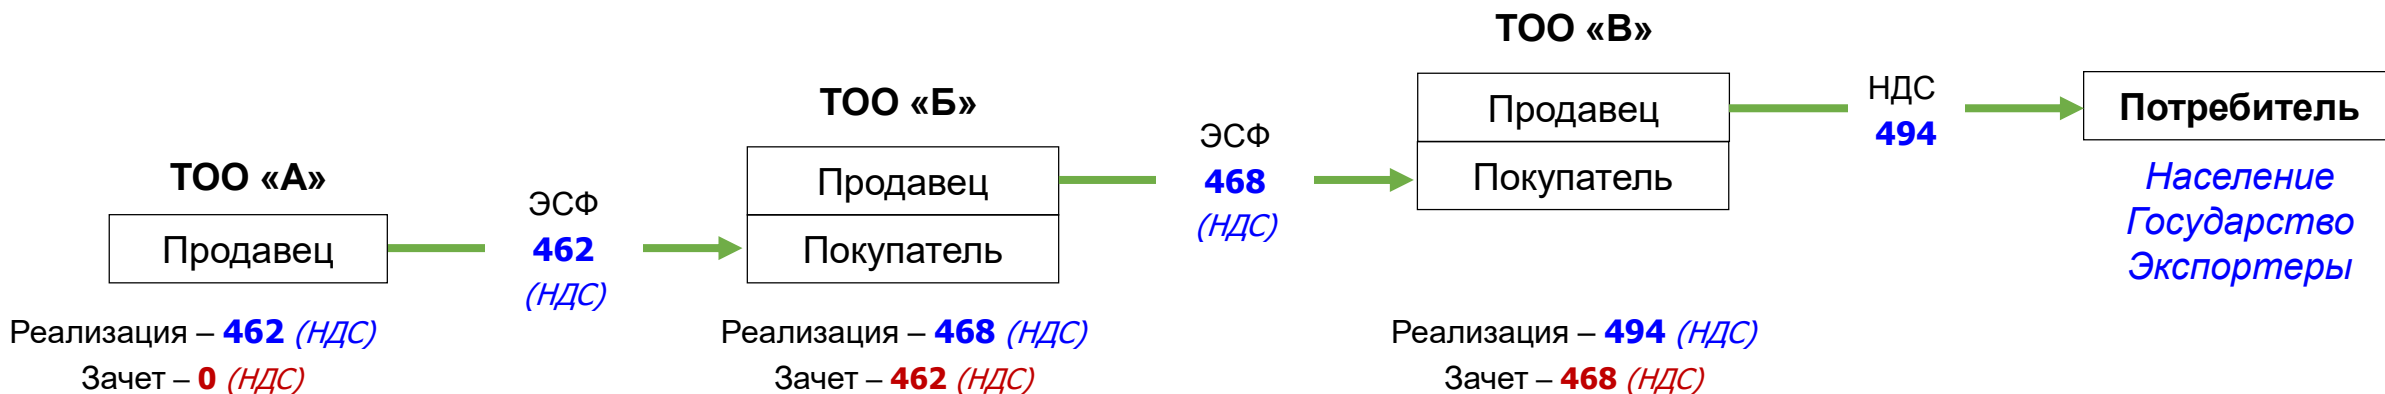 ТОО «А»
Продавец
Реализация – 462 (НДС)
Зачет – 0 (НДС)
ЭСФ
462
(НДС)
ТОО «Б»
Продавец
Покупатель
Реализация – 468 (НДС)
Зачет – 462 (НДС)
ЭСФ
468
(НДС)
ТОО «В»
Продавец
Покупатель
Реализация – 494 (НДС)
Зачет – 468 (НДС)
НДС
494
Потребитель
Население
Государство
Экспортеры